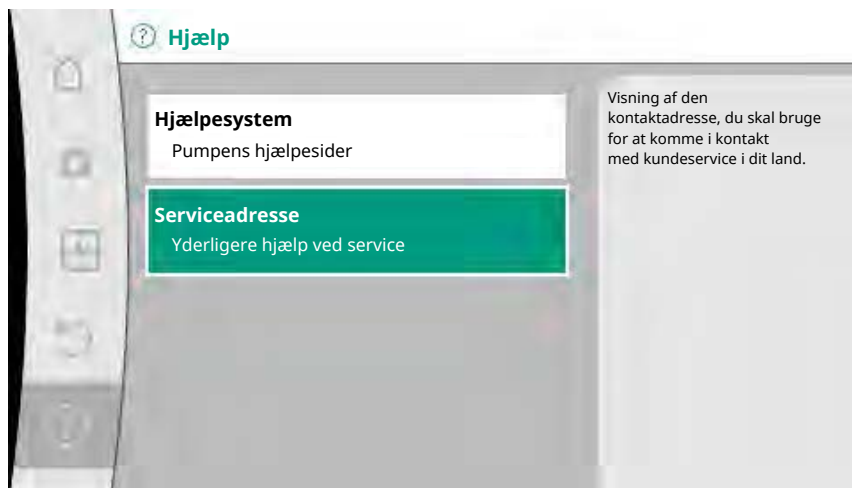 Hjælp
Hjælpesystem
Pumpens hjælpesider
Serviceadresse
Yderligere hjælp ved service
Visning af den
kontaktadresse, du skal bruge
for at komme i kontakt
med kundeservice i dit land.